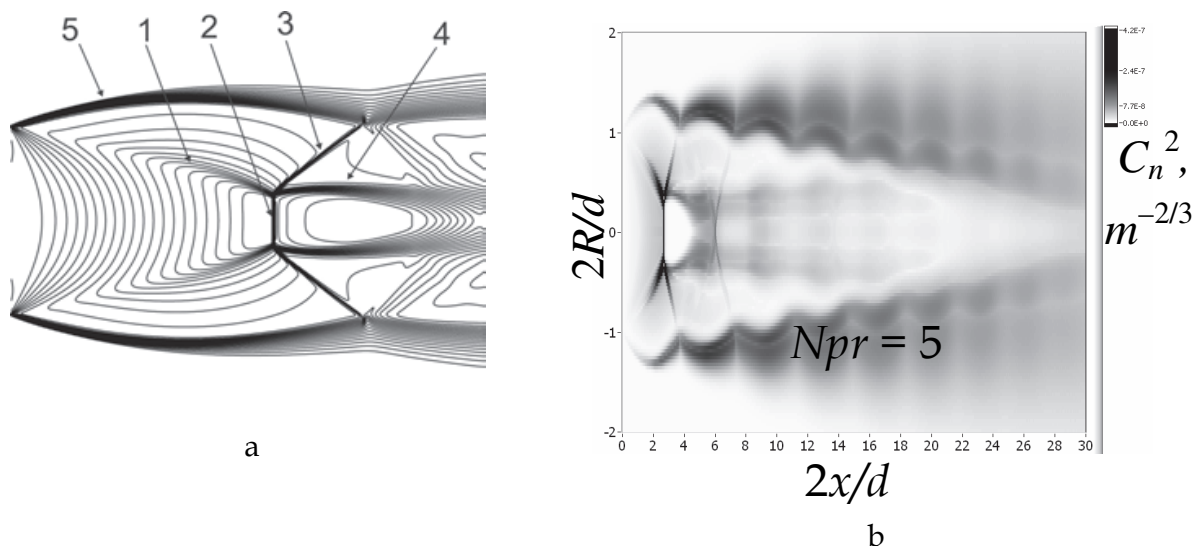 5 1 2 3 4
a
2
1
0
-1
-2
2R/d
0 2 4 6 8 10 12 14 16 18 20 22 24 26 28 30
2x/d
Npr = 5
-4.2E-7
-2.4E-7
-7.7E-8
-0.0E+0
Cn²,
m⁻²/³
b